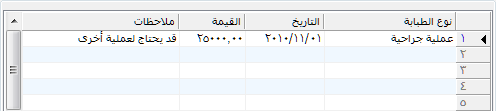 نوع الطبابة التاريخ القيمة ملاحظات
١ عملية جراحية ٢٠١٠/١١/٠١ ٢٥٠٠٠,٠٠ قد يحتاج لعملية أخرى
٢
٣
٤
٥